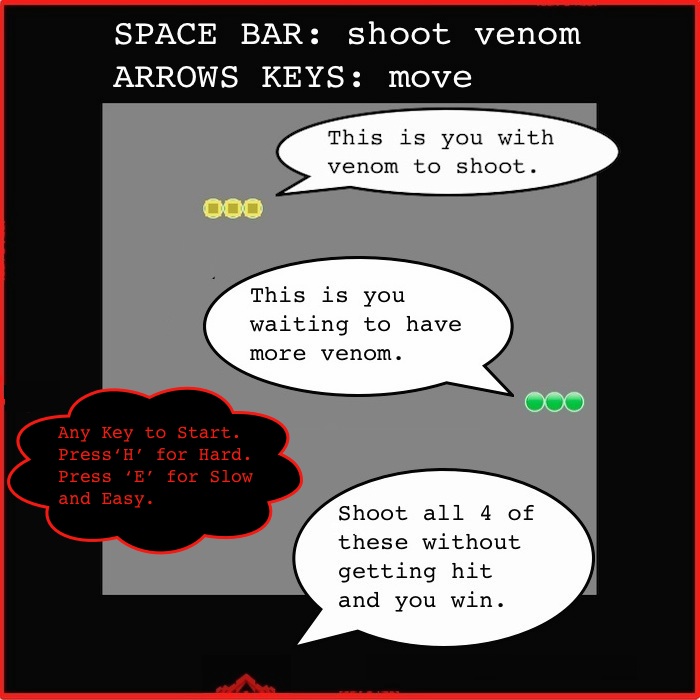 SPACE BAR: shoot venom
ARROWS KEYS: move
This is you with
venom to shoot.
This is you
waiting to have
more venom.
Any Key to Start.
Press'H' for Hard.
Press ‘E’ for Slow
and Easy.
Shoot all 4 of
these without
getting hit
and you win.